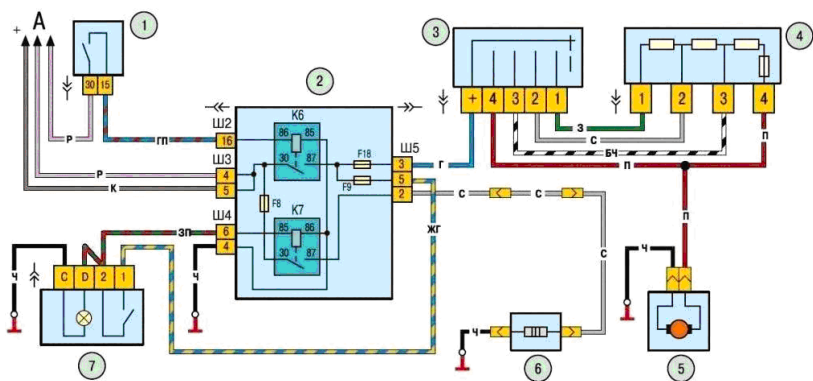 + А
1
30 15
Р
ГП
2
Ш2
16
К6
86 85
30 87
Ш3
4
5
Р
К
F18
F9
F8
Ш5
3
5
2
Г
ЖГ
С
С
С
К7
85 86
30 87
Ш4
6
4
ЗП
Ч
Ч
С D 2 1
7
3
+ 4 3 2 1
4
1 2 3 4
З
С
БЧ
П
П
П
Ч
5
Ч
6